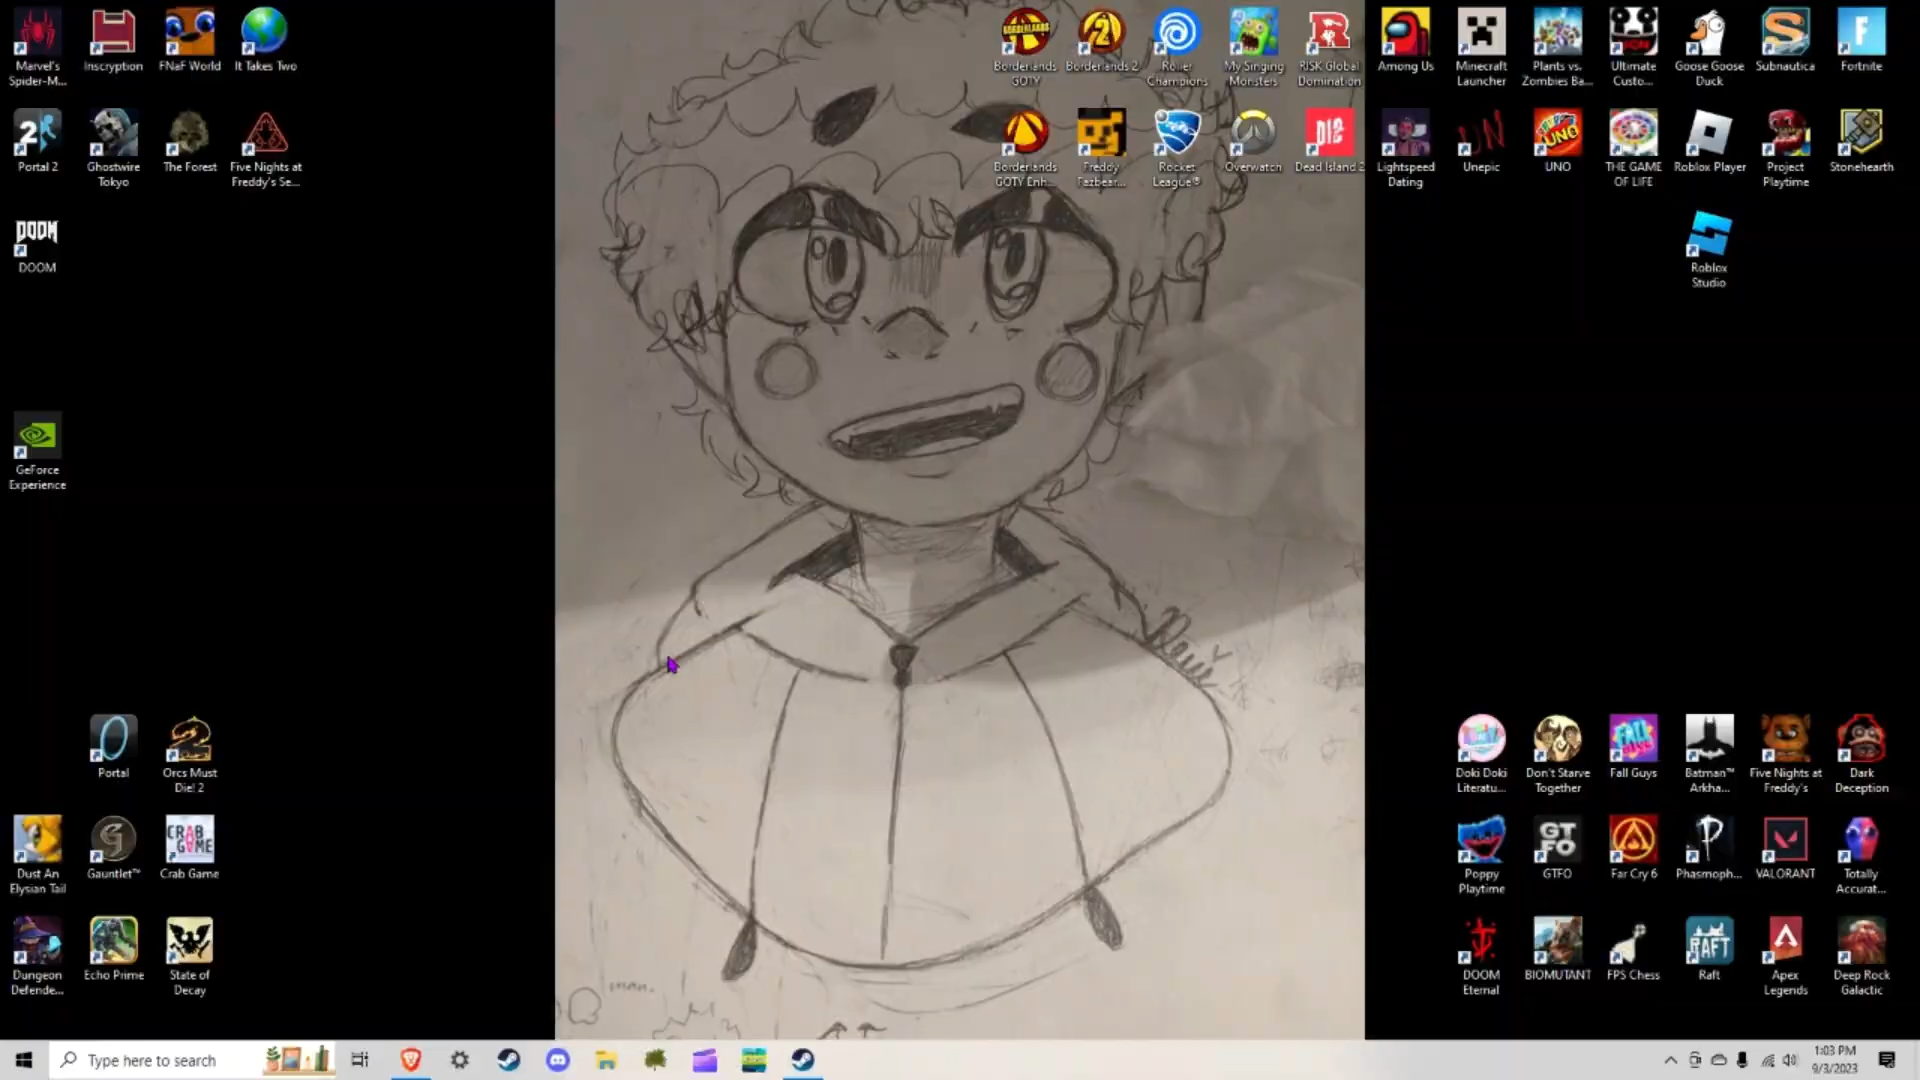 Marvel's
Spider-M...
Inscryption
FNaF World
It Takes Two
Portal 2
Ghostwire
Tokyo
The Forest
Five Nights at
Freddy's Se...
DOOM
DOOM
GeForce
Experience
Portal
Orcs Must
Die! 2
Dust An
Elysian Tail
Gauntlet™
CRAB
GAME
Crab Game
Dungeon
Defende...
Echo Prime
State of
Decay
Borderlands
GOTY
Borderlands 2
Roller
Champions
My Singing
Monsters
RISK Global
Domination
Borderlands
GOTY Enh...
Freddy
Fazbear...
Rocket
League®
Overwatch
Dead Island 2
Among Us
Minecraft
Launcher
Plants vs.
Zombies Ba...
Ultimate
Custo...
Goose Goose
Duck
Subnautica
Fortnite
Lightspeed
Dating
Unepic
UNO
UNO
THE GAME
OF LIFE
Roblox Player
Project
Playtime
Stonehearth
Roblox
Studio
Doki Doki
Literatu...
Don't Starve
Together
Fall Guys
Batman™
Arkha...
Five Nights at
Freddy's
Dark
Deception
Poppy
Playtime
GT
FO
GTFO
Far Cry 6
Phasmoph...
VALORANT
Totally
Accurat...
DOOM
Eternal
BIOMUTANT
FPS Chess
RAFT
Raft
Apex
Legends
Deep Rock
Galactic
Type here to search
1:03 PM
9/3/2023